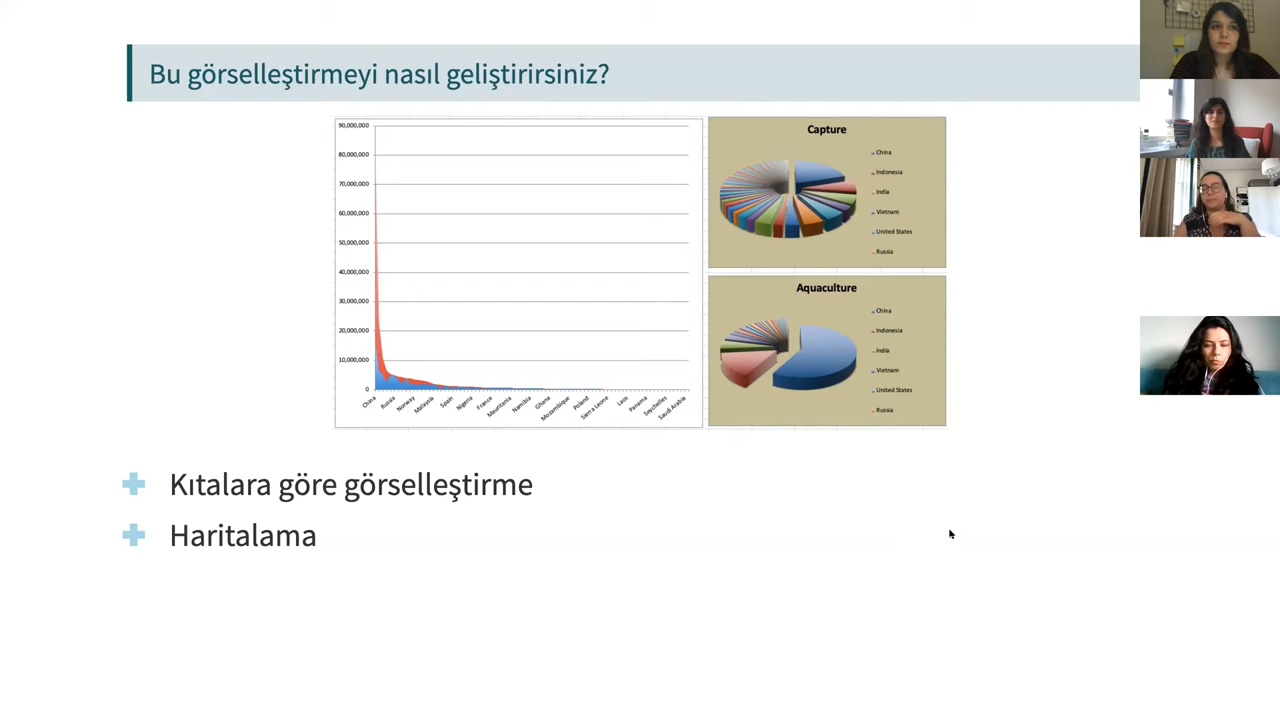 Bu görselleştirmeyi nasıl geliştirirsiniz?
90,000,000
80,000,000
70,000,000
60,000,000
50,000,000
40,000,000
30,000,000
20,000,000
10,000,000
0
China
Russia
Norway
Malaysia
Spain
Nigeria
France
Mauritania
Namibia
Ghana
Mozambique
Poland
Sierra Leone
Laos
Panama
Seychelles
Saudi Arabia
Capture
China
Indonesia
India
Vietnam
United States
Russia
Aquaculture
China
Indonesia
India
Vietnam
United States
Russia
Kıtalara göre görselleştirme
Haritalama